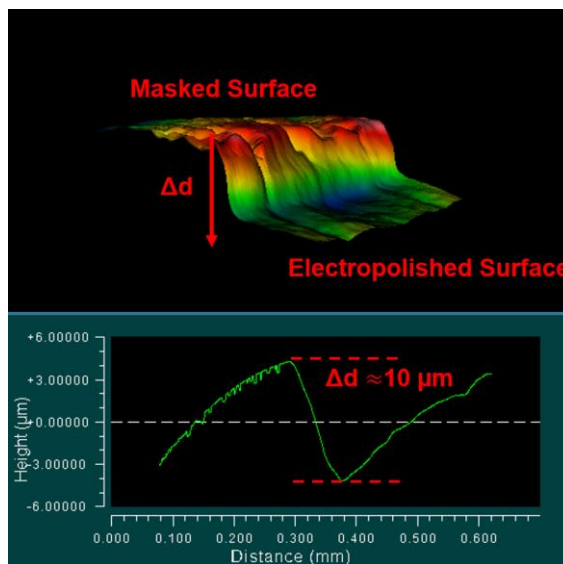 Masked Surface
Δd
Electropolished Surface
+6.00000
+3.00000
+0.00000
-3.00000
-6.00000
Height (µm)
Δd ≈10 µm
0.000 0.100 0.200 0.300 0.400 0.500 0.600
Distance (mm)